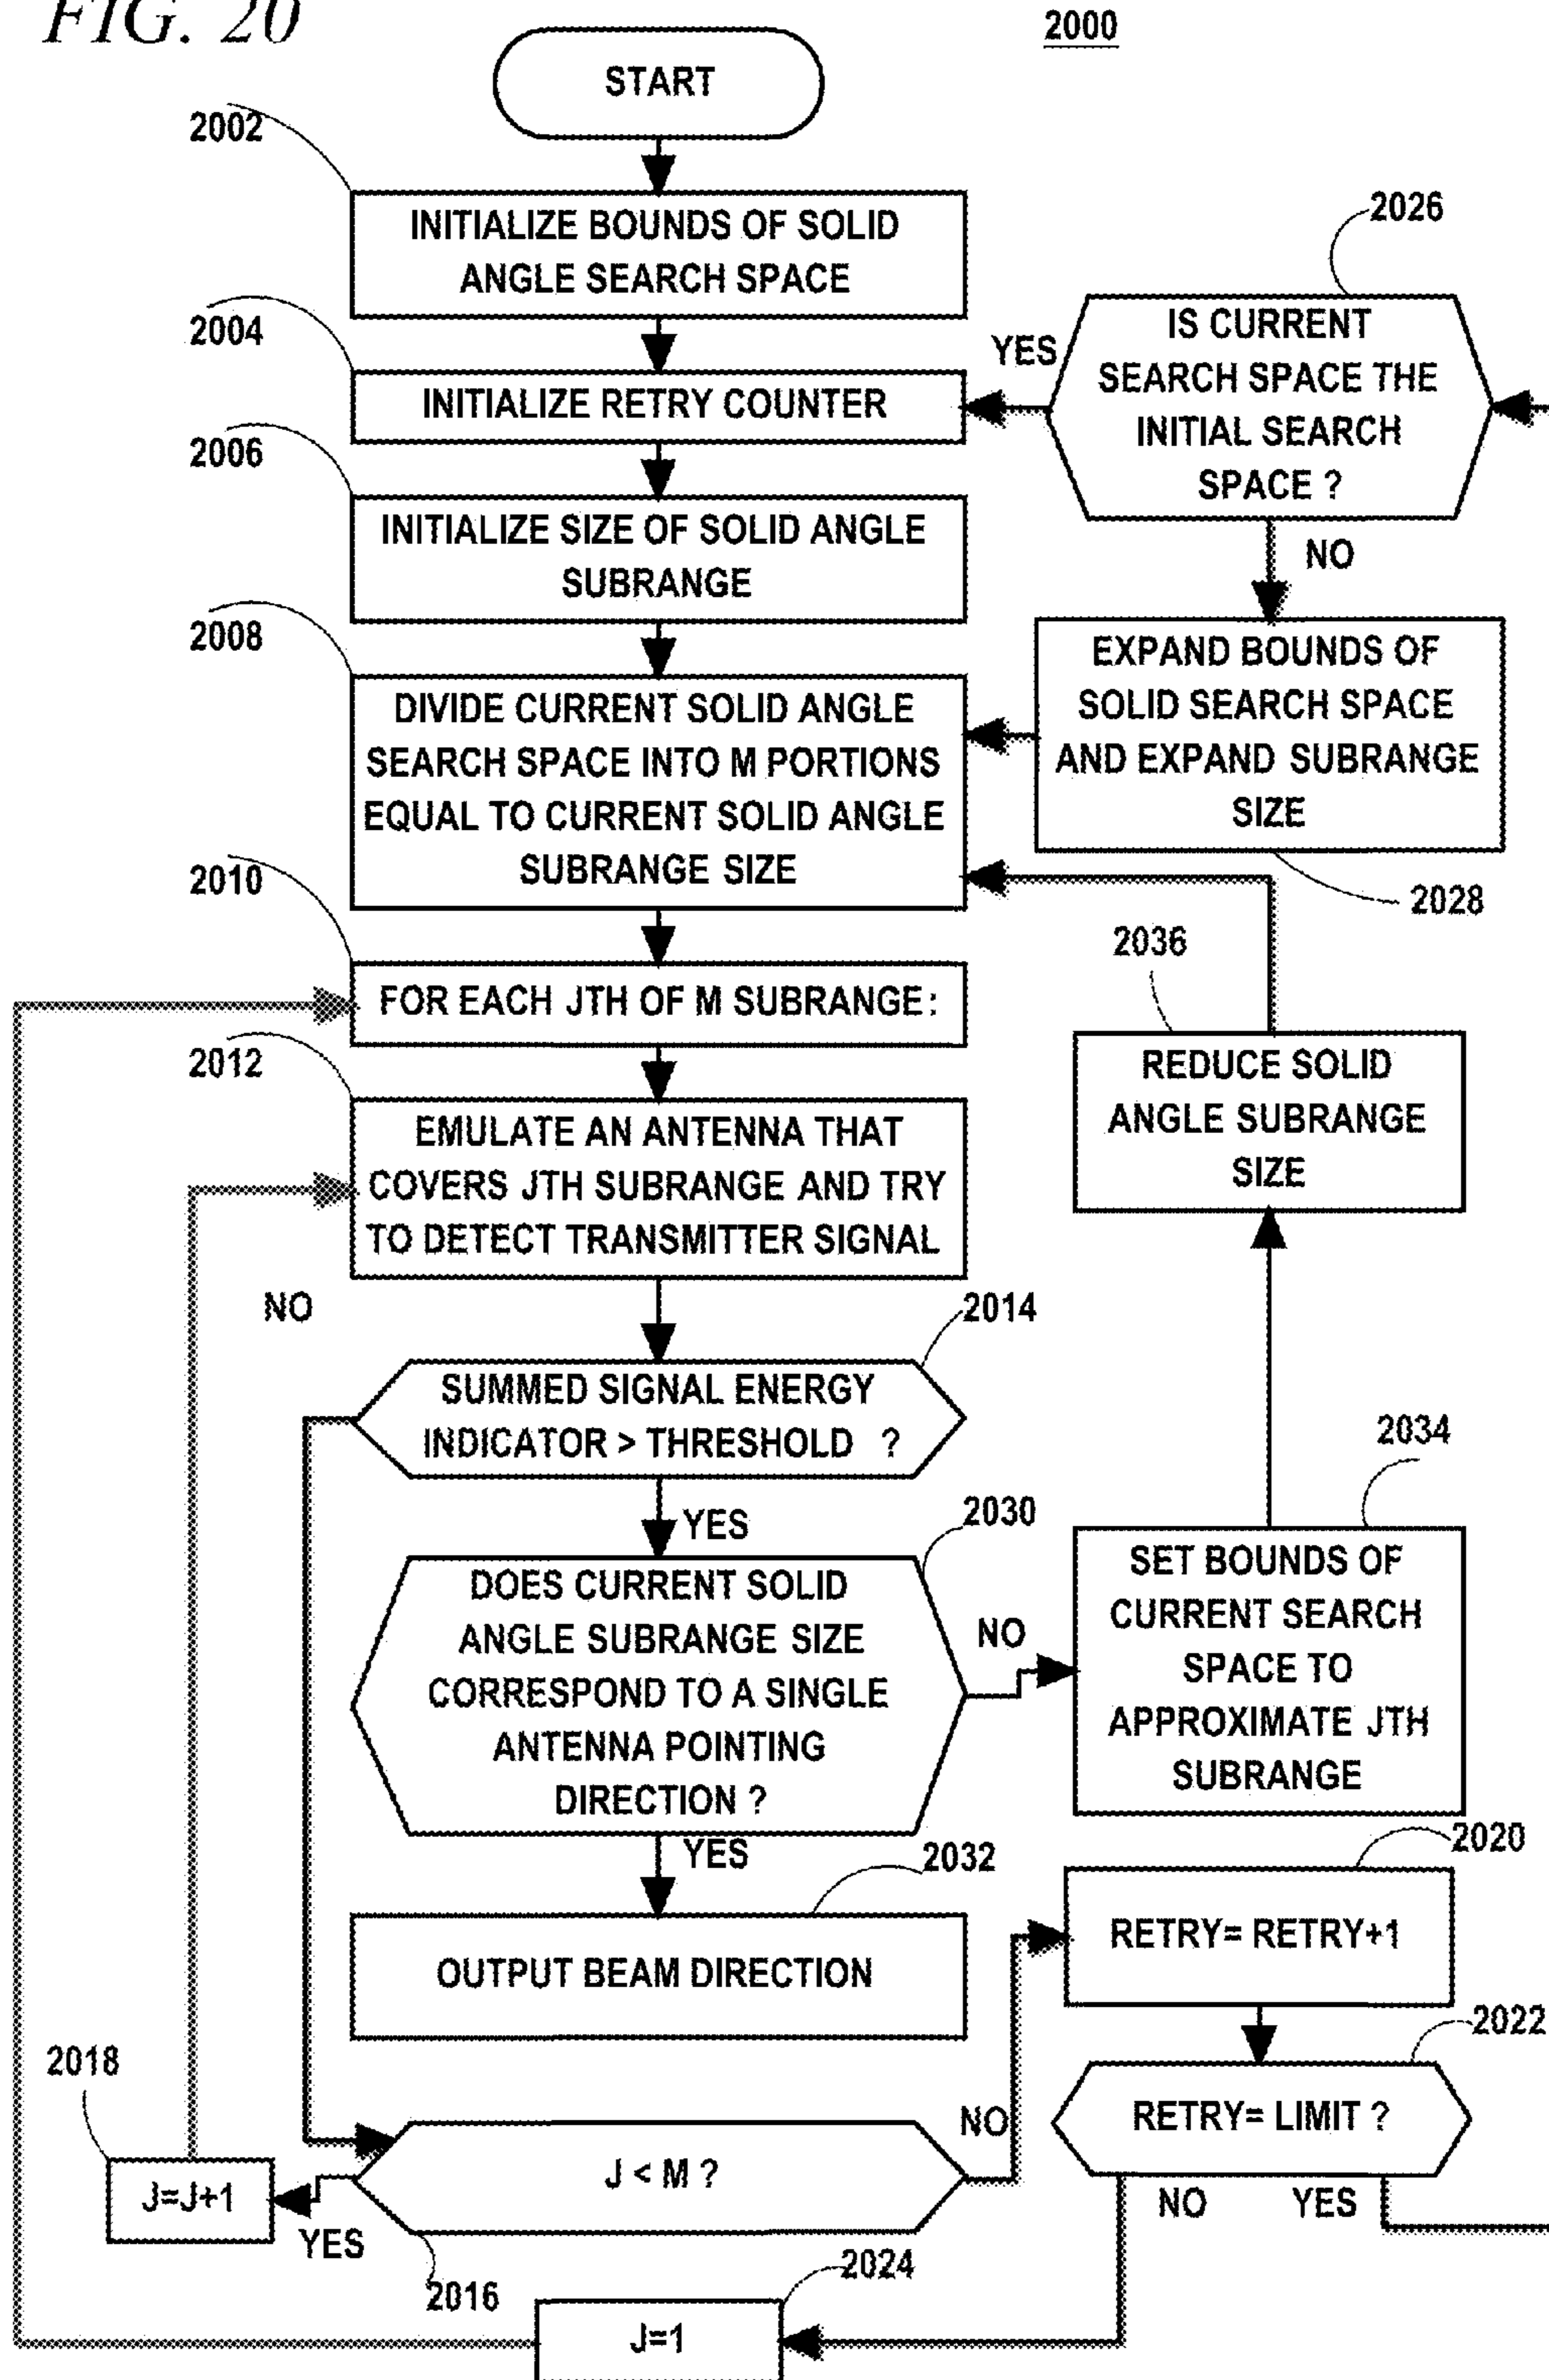 FIG. 20
2000
START
2002
INITIALIZE BOUNDS OF SOLID
ANGLE SEARCH SPACE
2004
INITIALIZE RETRY COUNTER
2006
INITIALIZE SIZE OF SOLID ANGLE
SUBRANGE
2008
DIVIDE CURRENT SOLID ANGLE
SEARCH SPACE INTO M PORTIONS
EQUAL TO CURRENT SOLID ANGLE
SUBRANGE SIZE
2026
IS CURRENT
SEARCH SPACE THE
INITIAL SEARCH
SPACE ?
YES
NO
EXPAND BOUNDS OF
SOLID SEARCH SPACE
AND EXPAND SUBRANGE
SIZE
2028
2010
FOR EACH JTH OF M SUBRANGE:
2012
EMULATE AN ANTENNA THAT
COVERS JTH SUBRANGE AND TRY
TO DETECT TRANSMITTER SIGNAL
2036
REDUCE SOLID
ANGLE SUBRANGE
SIZE
NO
2014
SUMMED SIGNAL ENERGY
INDICATOR > THRESHOLD ?
YES
2030
DOES CURRENT SOLID
ANGLE SUBRANGE SIZE
CORRESPOND TO A SINGLE
ANTENNA POINTING
DIRECTION ?
NO
2034
SET BOUNDS OF
CURRENT SEARCH
SPACE TO
APPROXIMATE JTH
SUBRANGE
YES
2032
OUTPUT BEAM DIRECTION
2020
RETRY= RETRY+1
2022
RETRY= LIMIT ?
NO
YES
2018
J=J+1
J < M ?
NO
YES
2016
2024
J=1